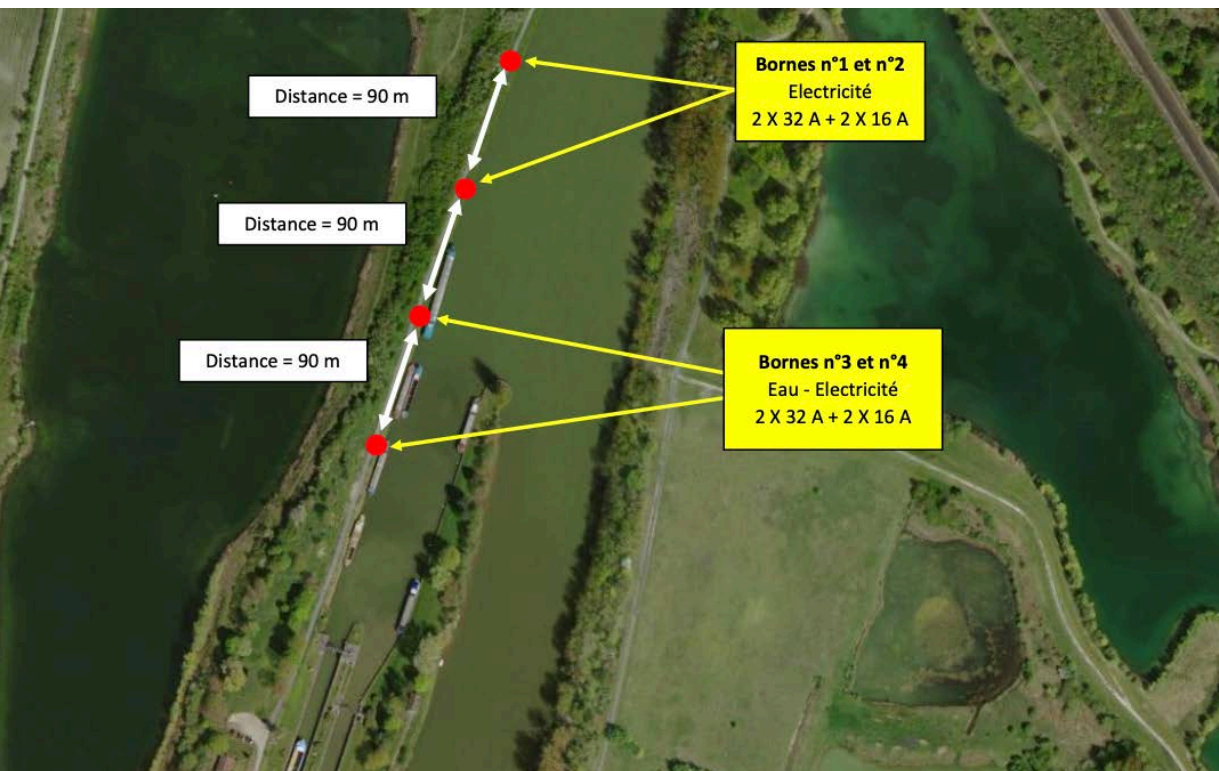 Distance = 90 m
Bornes n°1 et n°2
Electricité
2 X 32 A + 2 X 16 A
Distance = 90 m
Distance = 90 m
Bornes n°3 et n°4
Eau - Electricité
2 X 32 A + 2 X 16 A